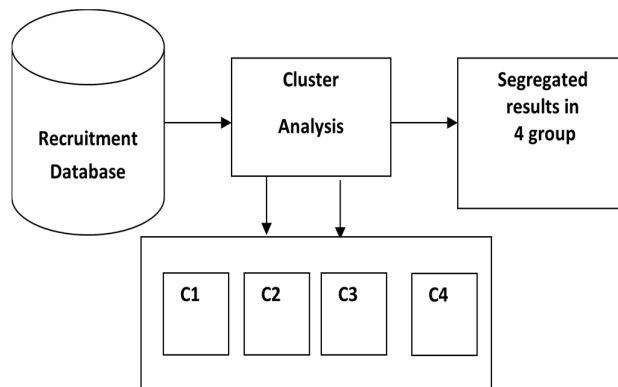 Recruitment
Database
Cluster
Analysis
Segregated
results in
4 group
C1
C2
C3
C4